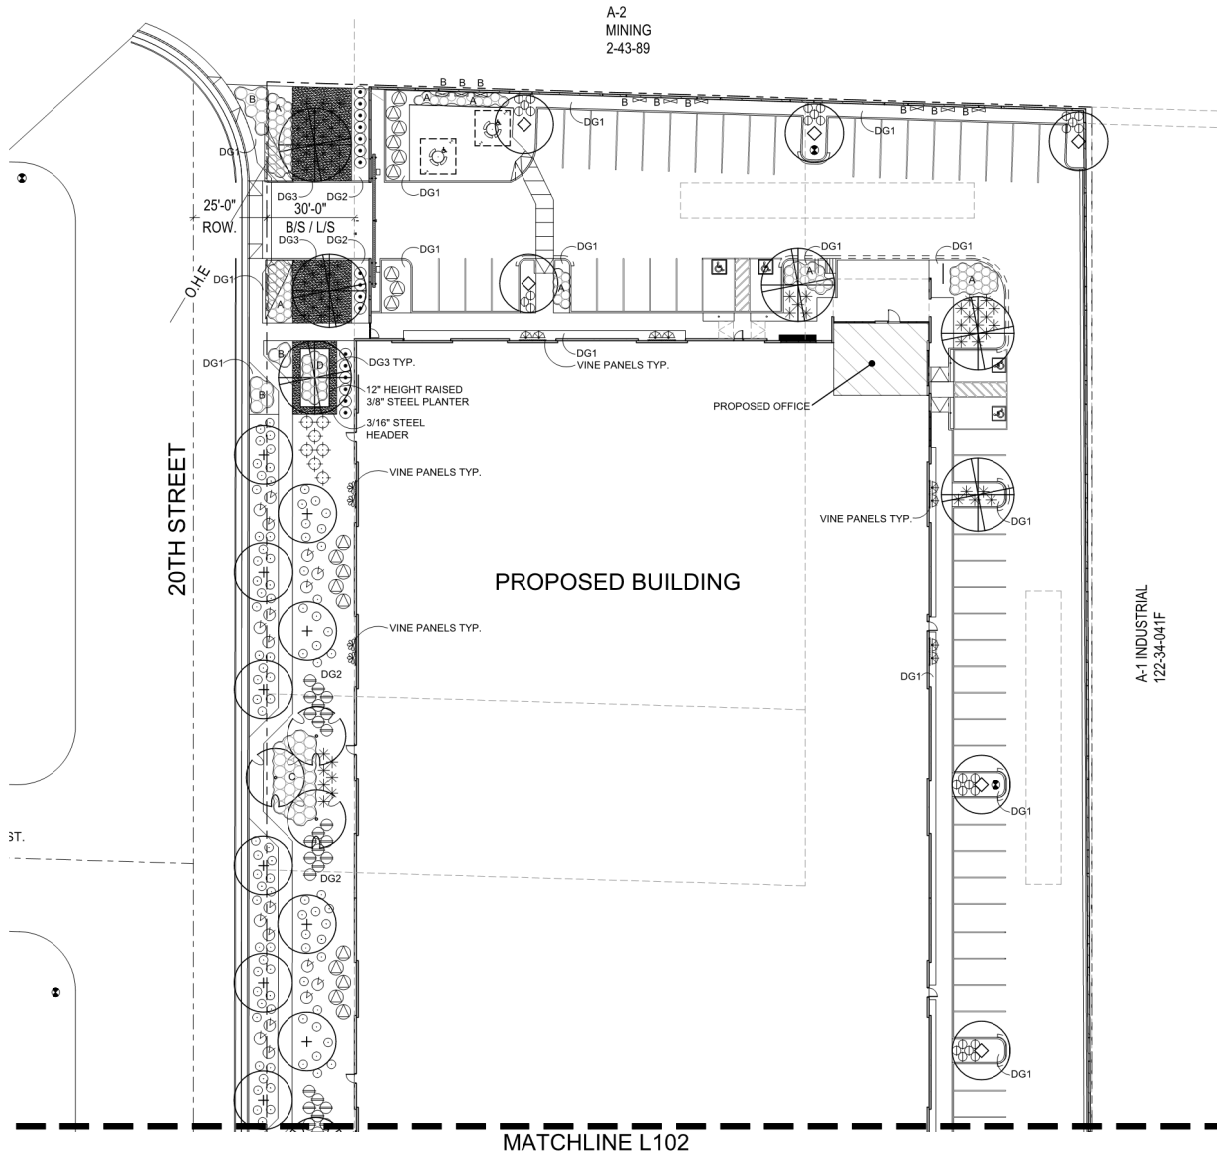 A-2
MINING
2-43-89
B B B
B B B
B B B
B
A
A A
DG1
DG1
DG1
DG3
DG2
DG1
25'-0"
ROW.
30'-0"
B/S / L/S
DG3
DG2
DG1
DG1
DG1
DG1
O.H.E
DG1
A
A
A
A
DG1
VINE PANELS TYP.
DG1
B
D
B
DG3 TYP.
12" HEIGHT RAISED
3/8" STEEL PLANTER
3/16" STEEL
HEADER
PROPOSED OFFICE
20TH STREET
VINE PANELS TYP.
VINE PANELS TYP.
DG1
PROPOSED BUILDING
VINE PANELS TYP.
DG2
DG1
A-1 INDUSTRIAL
122-34-041F
C
DG1
ST.
DG2
DG1
MATCHLINE L102